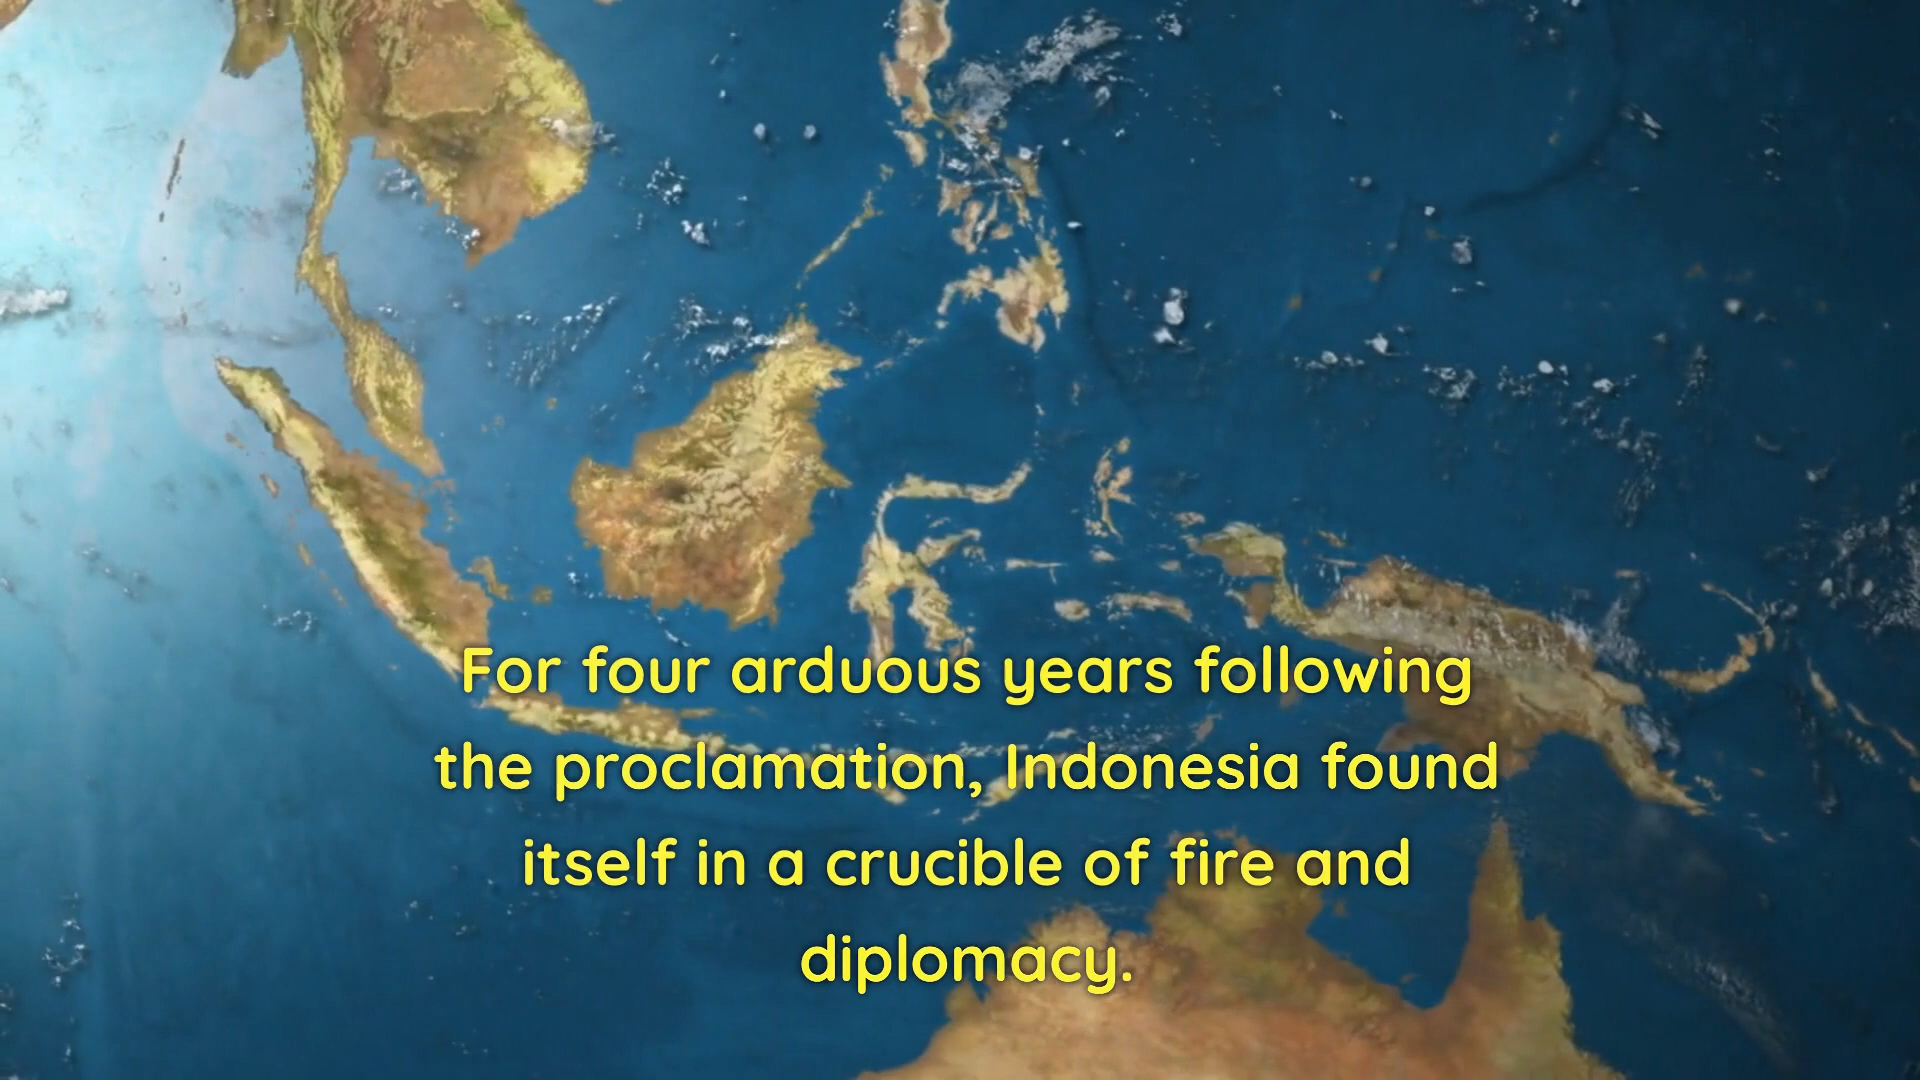 For four arduous years following
the proclamation, Indonesia found
itself in a crucible of fire and
diplomacy.